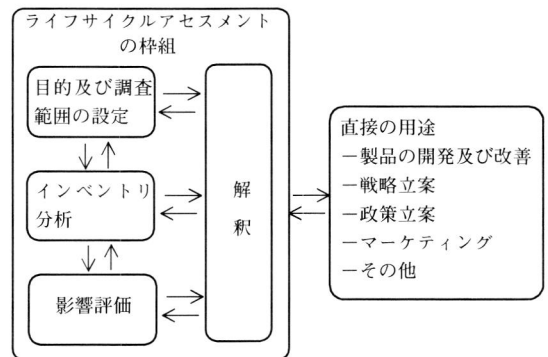 ライフサイクルアセスメント
の枠組
目的及び調査
範囲の設定
インベントリ
分析
影響評価
解
釈
直接の用途
－製品の開発及び改善
－戦略立案
－政策立案
－マーケティング
－その他